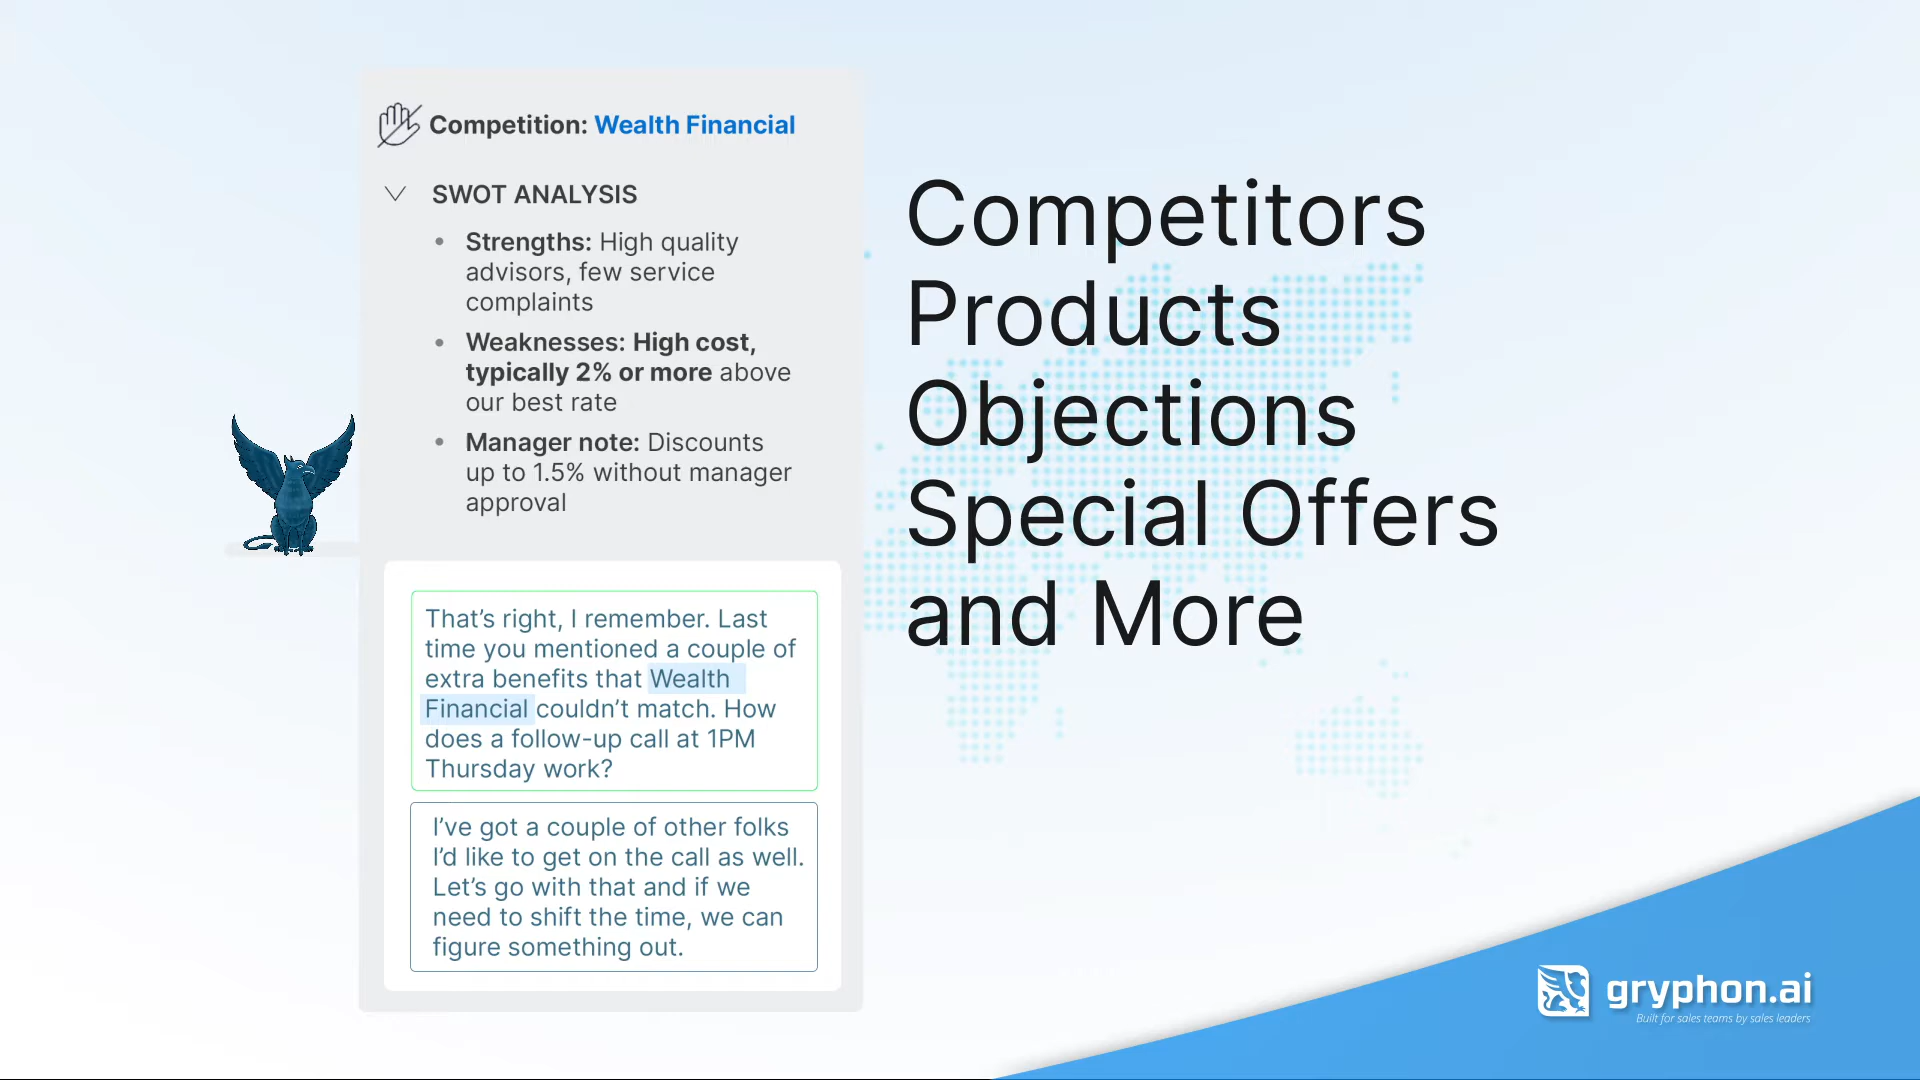 Competition: Wealth Financial
SWOT ANALYSIS
• Strengths: High quality
advisors, few service
complaints
• Weaknesses: High cost,
typically 2% or more above
our best rate
• Manager note: Discounts
up to 1.5% without manager
approval
That’s right, I remember. Last
time you mentioned a couple of
extra benefits that Wealth
Financial couldn’t match. How
does a follow-up call at 1PM
Thursday work?
I’ve got a couple of other folks
I’d like to get on the call as well.
Let’s go with that and if we
need to shift the time, we can
figure something out.
Competitors
Products
Objections
Special Offers
and More
gryphon.ai
Built for sales teams by sales leaders